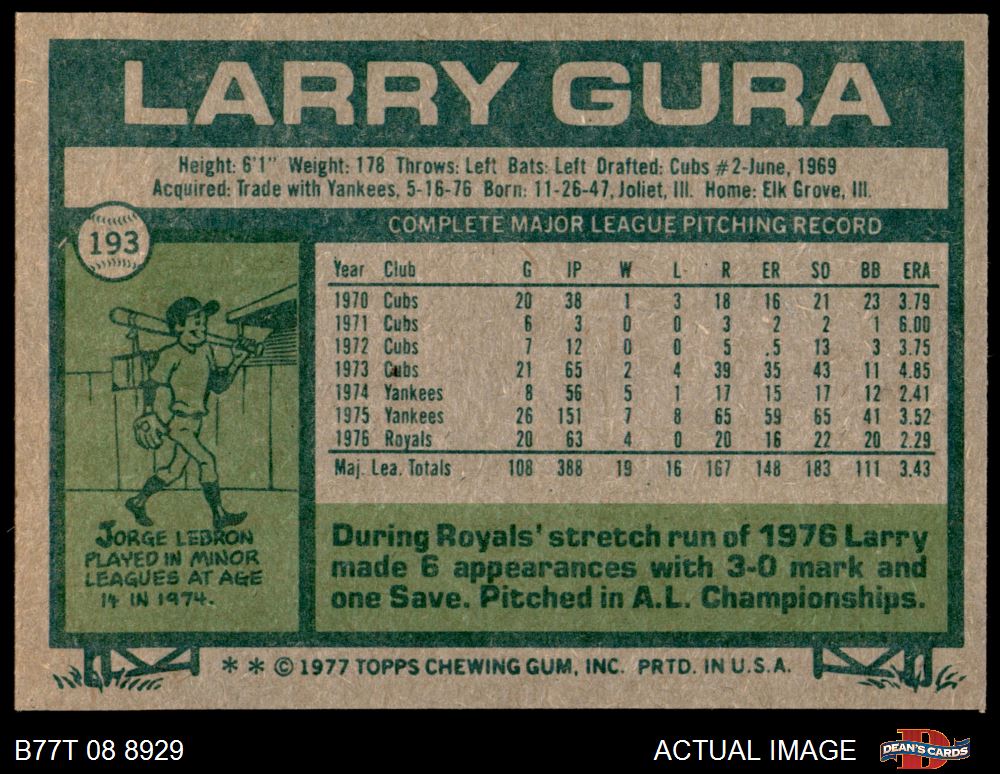 LARRY GURA
Height: 6'1" Weight: 178 Throws: Left Bats: Left Drafted: Cubs #2-June, 1969
Acquired: Trade with Yankees, 5-16-76 Born: 11-26-47, Joliet, Ill. Home: Elk Grove, Ill.
193
COMPLETE MAJOR LEAGUE PITCHING RECORD
Year Club G IP W L R ER SO BB ERA
1970 Cubs 20 38 1 3 18 16 21 23 3.79
1971 Cubs 6 3 0 0 3 2 2 1 6.00
1972 Cubs 7 12 0 0 5 .5 13 3 3.75
1973 Cubs 21 65 2 4 39 35 43 11 4.85
1974 Yankees 8 56 5 1 17 15 17 12 2.41
1975 Yankees 26 151 7 8 65 59 65 41 3.52
1976 Royals 20 63 4 0 20 16 22 20 2.29
Maj. Lea. Totals 108 388 19 16 167 148 183 111 3.43
JORGE LEBRON
PLAYED IN MINOR
LEAGUES AT AGE
14 IN 1974.
During Royals' stretch run of 1976 Larry
made 6 appearances with 3-0 mark and
one Save. Pitched in A.L. Championships.
* * © 1977 TOPPS CHEWING GUM, INC. PRTD. IN U.S.A.
B77T 08 8929
ACTUAL IMAGE
DEAN'S CARDS